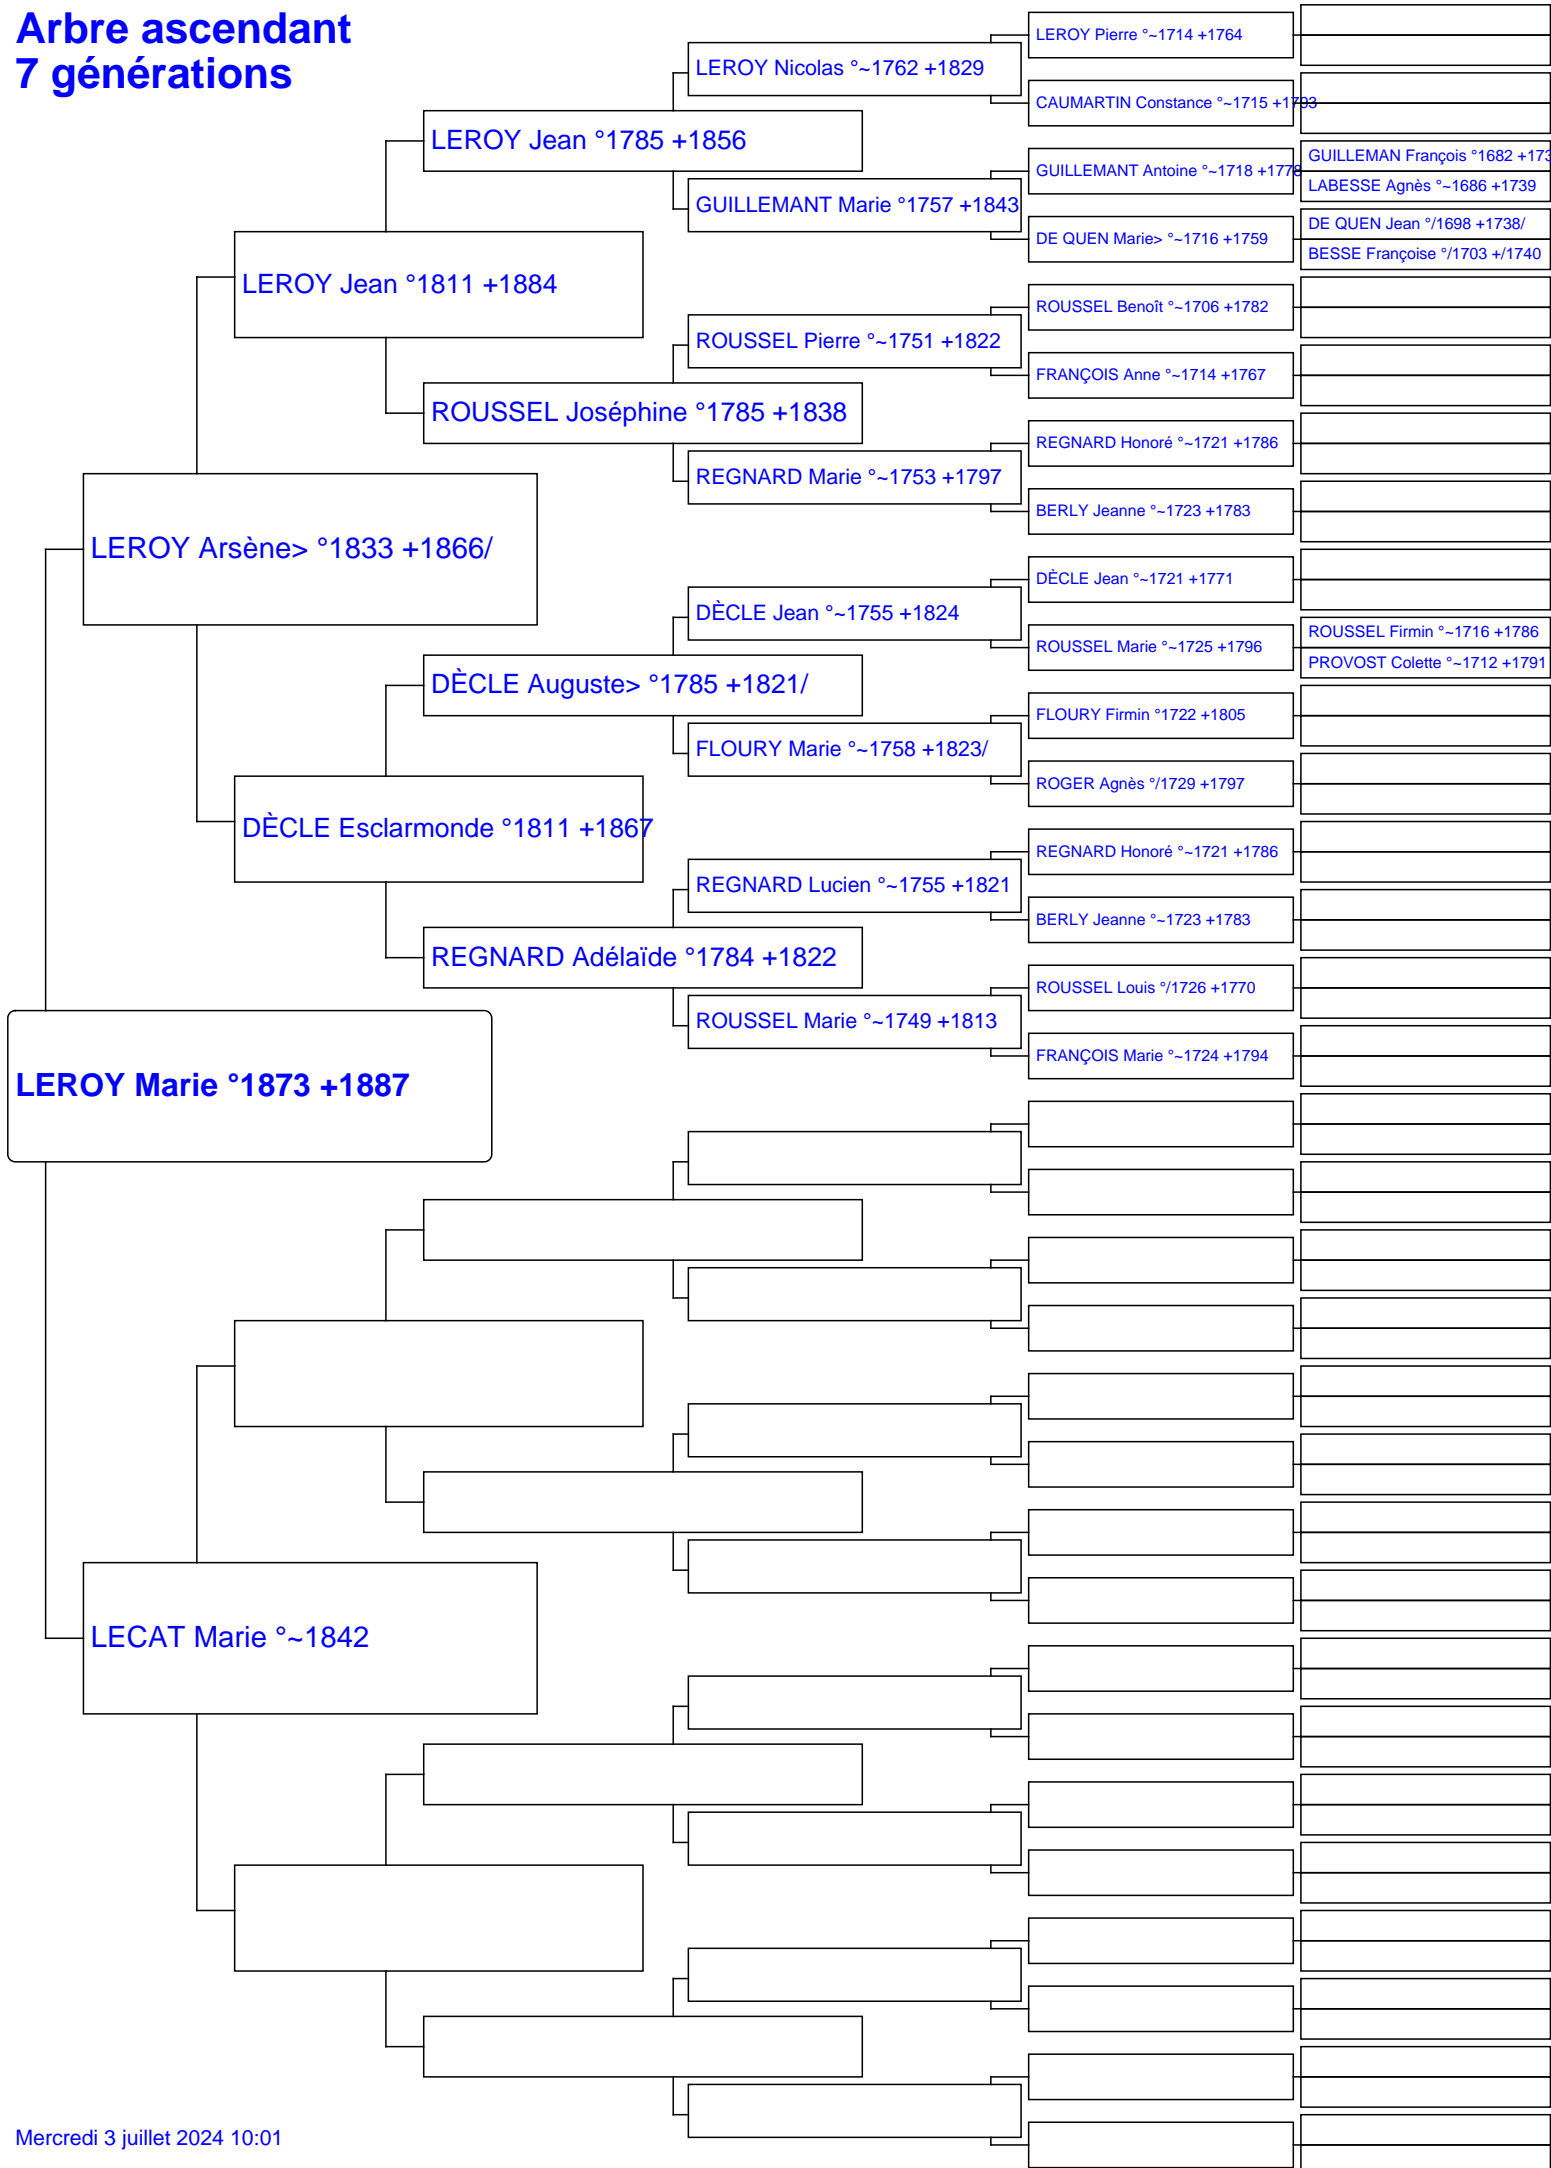 Arbre ascendant
7 générations
LEROY Marie °1873 +1887
LEROY Arsène> °1833 +1866/
LECAT Marie °~1842
LEROY Jean °1811 +1884
DÈCLE Esclarmonde °1811 +1867
LEROY Jean °1785 +1856
ROUSSEL Joséphine °1785 +1838
DÈCLE Auguste> °1785 +1821/
REGNARD Adélaïde °1784 +1822
LEROY Nicolas °~1762 +1829
GUILLEMANT Marie °1757 +1843
ROUSSEL Pierre °~1751 +1822
REGNARD Marie °~1753 +1797
DÈCLE Jean °~1755 +1824
FLOURY Marie °~1758 +1823/
REGNARD Lucien °~1755 +1821
ROUSSEL Marie °~1749 +1813
LEROY Pierre °~1714 +1764
CAUMARTIN Constance °~1715 +1793
GUILLEMANT Antoine °~1718 +1778
DE QUEN Marie> °~1716 +1759
ROUSSEL Benoît °~1706 +1782
FRANÇOIS Anne °~1714 +1767
REGNARD Honoré °~1721 +1786
BERLY Jeanne °~1723 +1783
DÈCLE Jean °~1721 +1771
ROUSSEL Marie °~1725 +1796
FLOURY Firmin °1722 +1805
ROGER Agnès °/1729 +1797
REGNARD Honoré °~1721 +1786
BERLY Jeanne °~1723 +1783
ROUSSEL Louis °/1726 +1770
FRANÇOIS Marie °~1724 +1794
GUILLEMAN François °1682 +173
LABESSE Agnès °~1686 +1739
DE QUEN Jean °/1698 +1738/
BESSE Françoise °/1703 +/1740
ROUSSEL Firmin °~1716 +1786
PROVOST Colette °~1712 +1791
Mercredi 3 juillet 2024 10:01